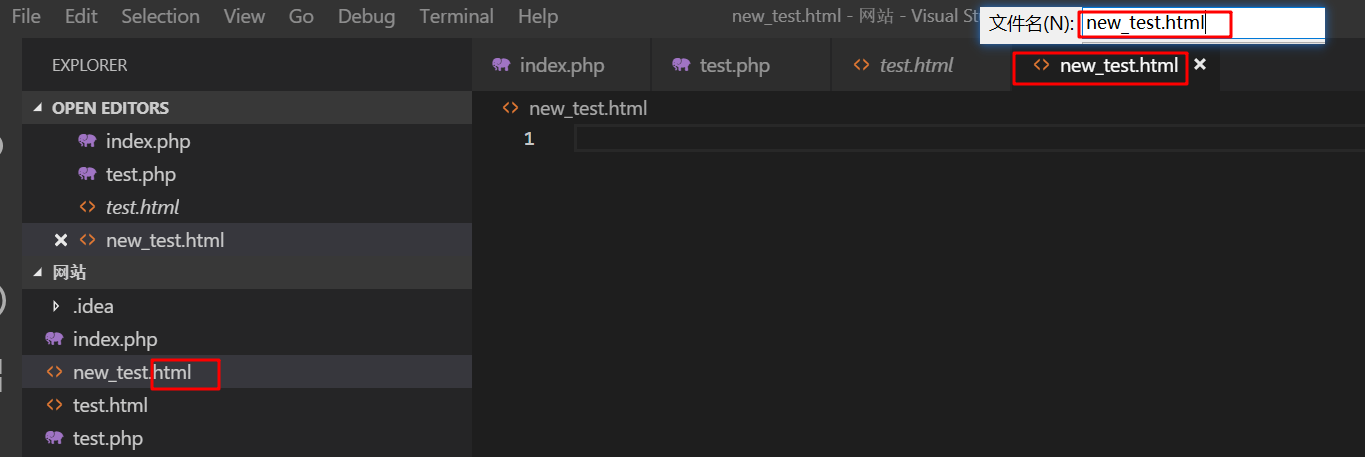 File Edit Selection View Go Debug Terminal Help new_test.html - 网站 - Visual St
文件名(N): new_test.html
EXPLORER
index.php test.php test.html new_test.html
OPEN EDITORS
new_test.html
index.php
1
test.php
test.html
new_test.html
网站
.idea
index.php
new_test.html
test.html
test.php